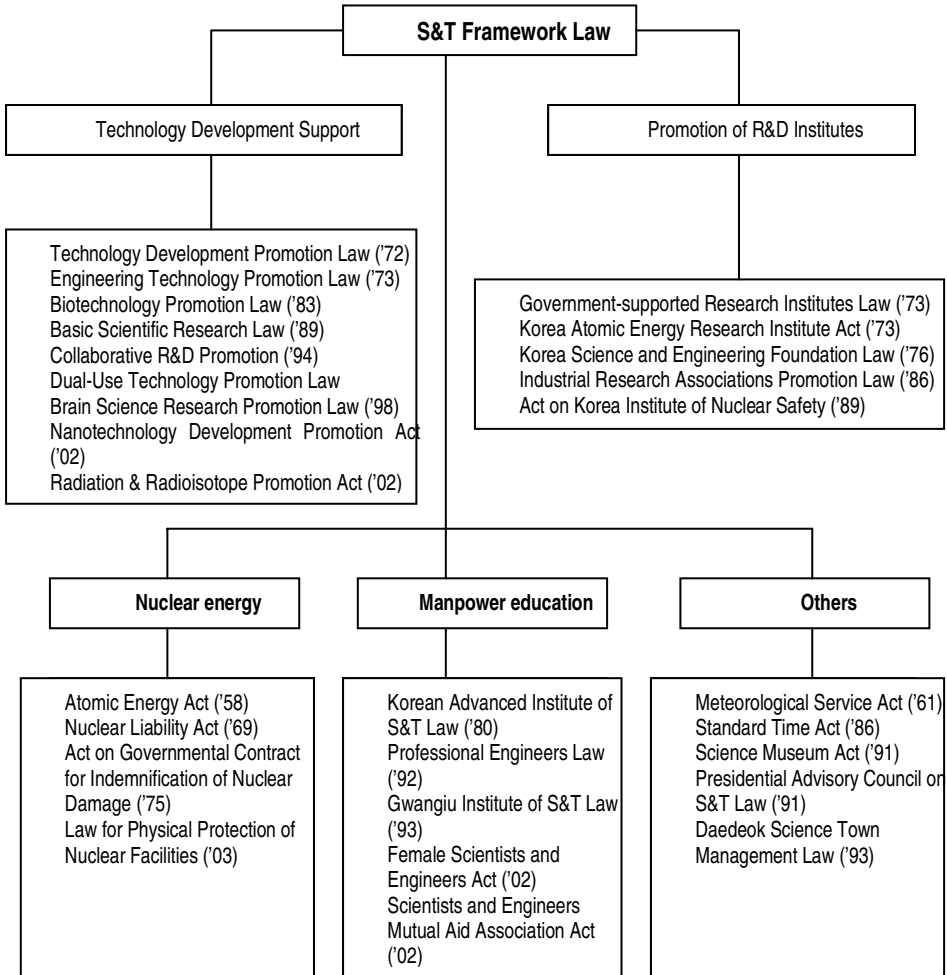 S&T Framework Law
Technology Development Support
Promotion of R&D Institutes
Technology Development Promotion Law ('72)
Engineering Technology Promotion Law ('73)
Biotechnology Promotion Law ('83)
Basic Scientific Research Law ('89)
Collaborative R&D Promotion ('94)
Dual-Use Technology Promotion Law
Brain Science Research Promotion Law ('98)
Nanotechnology Development Promotion Act
('02)
Radiation & Radioisotope Promotion Act ('02)
Government-supported Research Institutes Law ('73)
Korea Atomic Energy Research Institute Act ('73)
Korea Science and Engineering Foundation Law ('76)
Industrial Research Associations Promotion Law ('86)
Act on Korea Institute of Nuclear Safety ('89)
Nuclear energy
Manpower education
Others
Atomic Energy Act ('58)
Nuclear Liability Act ('69)
Act on Governmental Contract
for Indemnification of Nuclear
Damage ('75)
Law for Physical Protection of
Nuclear Facilities ('03)
Korean Advanced Institute of
S&T Law ('80)
Professional Engineers Law
('92)
Gwangiu Institute of S&T Law
('93)
Female Scientists and
Engineers Act ('02)
Scientists and Engineers
Mutual Aid Association Act
('02)
Meteorological Service Act ('61)
Standard Time Act ('86)
Science Museum Act ('91)
Presidential Advisory Council on
S&T Law ('91)
Daedeok Science Town
Management Law ('93)